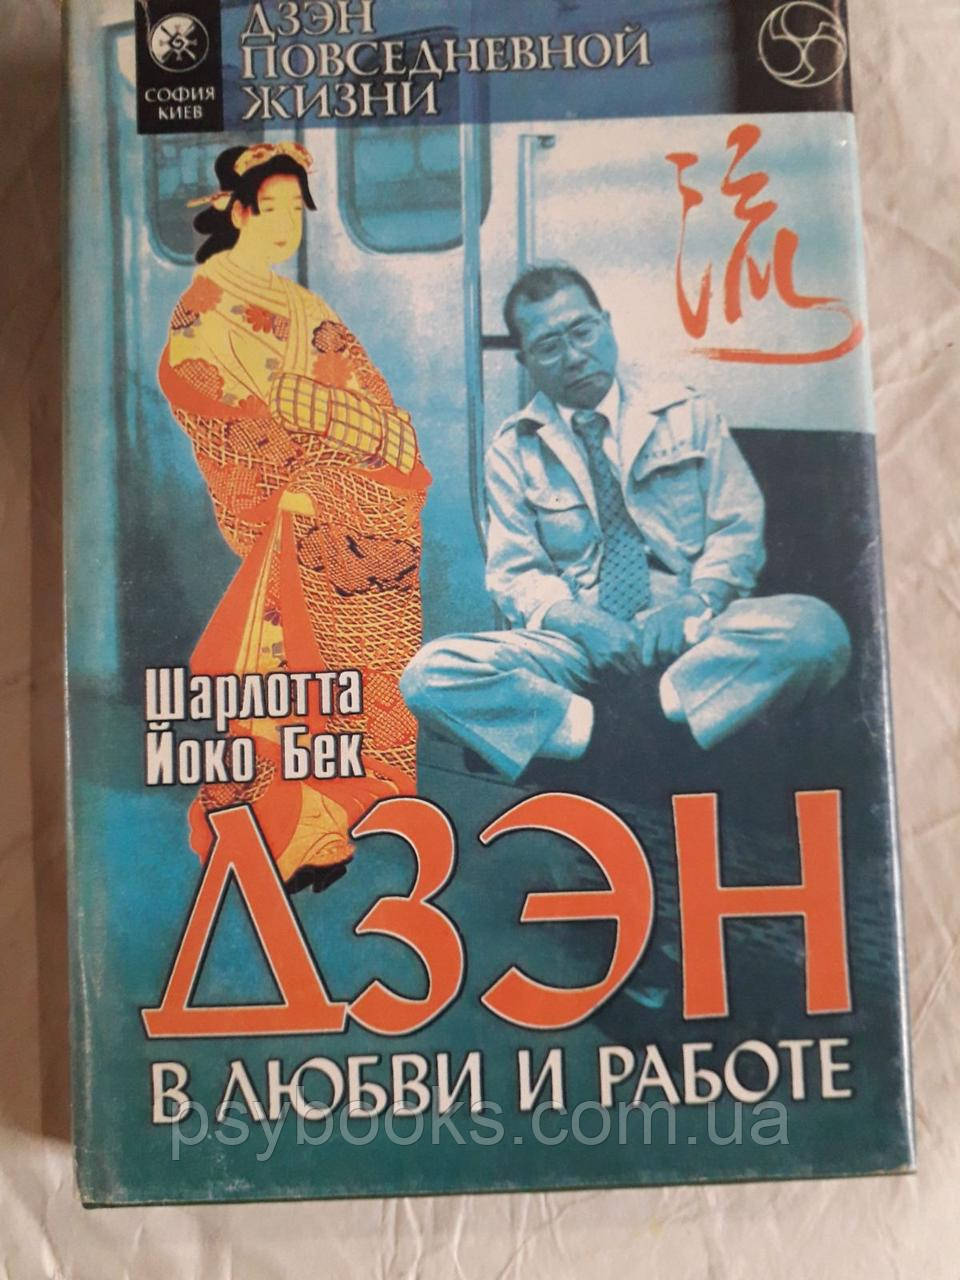 СОФИЯ
КИЕВ
ДЗЭН
ПОВСЕДНЕВНОЙ
ЖИЗНИ
流
Шарлотта
Йоко Бек
ДЗЭН
В ЛЮБВИ И РАБОТЕ
psybooks.com.ua